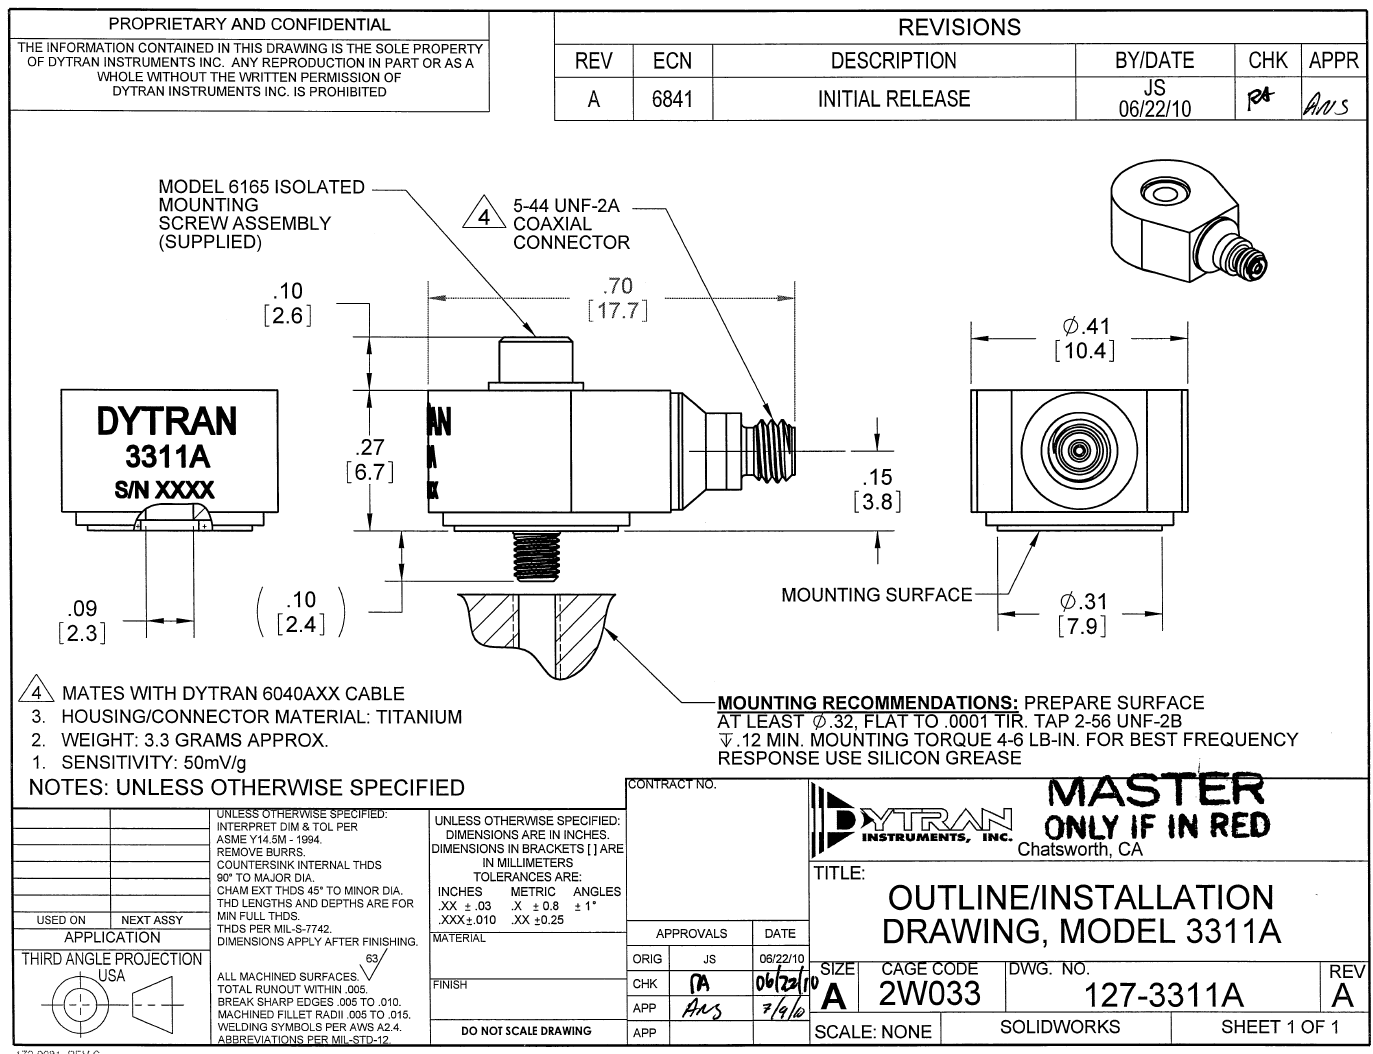 PROPRIETARY AND CONFIDENTIAL
THE INFORMATION CONTAINED IN THIS DRAWING IS THE SOLE PROPERTY
OF DYTRAN INSTRUMENTS INC. ANY REPRODUCTION IN PART OR AS A
WHOLE WITHOUT THE WRITTEN PERMISSION OF
DYTRAN INSTRUMENTS INC. IS PROHIBITED
REVISIONS
REV ECN DESCRIPTION BY/DATE CHK APPR
A 6841 INITIAL RELEASE JS
06/22/10
RA ANS
MODEL 6165 ISOLATED
MOUNTING
SCREW ASSEMBLY
(SUPPLIED)
4
5-44 UNF-2A
COAXIAL
CONNECTOR
.70
[17.7]
.10
[2.6]
⌀.41
[10.4]
DYTRAN
3311A
S/N XXXX
.27
[6.7]
AN
A
XX
.15
[3.8]
MOUNTING SURFACE
.09
[2.3]
(.10
[2.4])
⌀.31
[7.9]
4 MATES WITH DYTRAN 6040AXX CABLE
3. HOUSING/CONNECTOR MATERIAL: TITANIUM
2. WEIGHT: 3.3 GRAMS APPROX.
1. SENSITIVITY: 50mV/g
NOTES: UNLESS OTHERWISE SPECIFIED
MOUNTING RECOMMENDATIONS: PREPARE SURFACE
AT LEAST ⌀.32, FLAT TO .0001 TIR. TAP 2-56 UNF-2B
↧.12 MIN. MOUNTING TORQUE 4-6 LB-IN. FOR BEST FREQUENCY
RESPONSE USE SILICON GREASE
USED ON NEXT ASSY
APPLICATION
THIRD ANGLE PROJECTION
USA
UNLESS OTHERWISE SPECIFIED:
INTERPRET DIM & TOL PER
ASME Y14.5M - 1994.
REMOVE BURRS.
COUNTERSINK INTERNAL THDS
90° TO MAJOR DIA.
CHAM EXT THDS 45° TO MINOR DIA.
THD LENGTHS AND DEPTHS ARE FOR
MIN FULL THDS.
THDS PER MIL-S-7742.
DIMENSIONS APPLY AFTER FINISHING.
63
ALL MACHINED SURFACES.
TOTAL RUNOUT WITHIN .005.
BREAK SHARP EDGES .005 TO .010.
MACHINED FILLET RADII .005 TO .015.
WELDING SYMBOLS PER AWS A2.4.
ABBREVIATIONS PER MIL-STD-12.
UNLESS OTHERWISE SPECIFIED:
DIMENSIONS ARE IN INCHES.
DIMENSIONS IN BRACKETS [ ] ARE
IN MILLIMETERS
TOLERANCES ARE:
INCHES METRIC ANGLES
.XX ± .03 .X ± 0.8 ± 1°
.XXX±.010 .XX ±0.25
MATERIAL
FINISH
DO NOT SCALE DRAWING
CONTRACT NO.
APPROVALS DATE
ORIG JS 06/22/10
CHK RA 06/22/10
APP ANS 7/9/10
APP
DYTRAN
INSTRUMENTS, INC.
Chatsworth, CA
MASTER
ONLY IF IN RED
TITLE:
OUTLINE/INSTALLATION
DRAWING, MODEL 3311A
SIZE CAGE CODE DWG. NO. REV
A 2W033 127-3311A A
SCALE: NONE SOLIDWORKS SHEET 1 OF 1